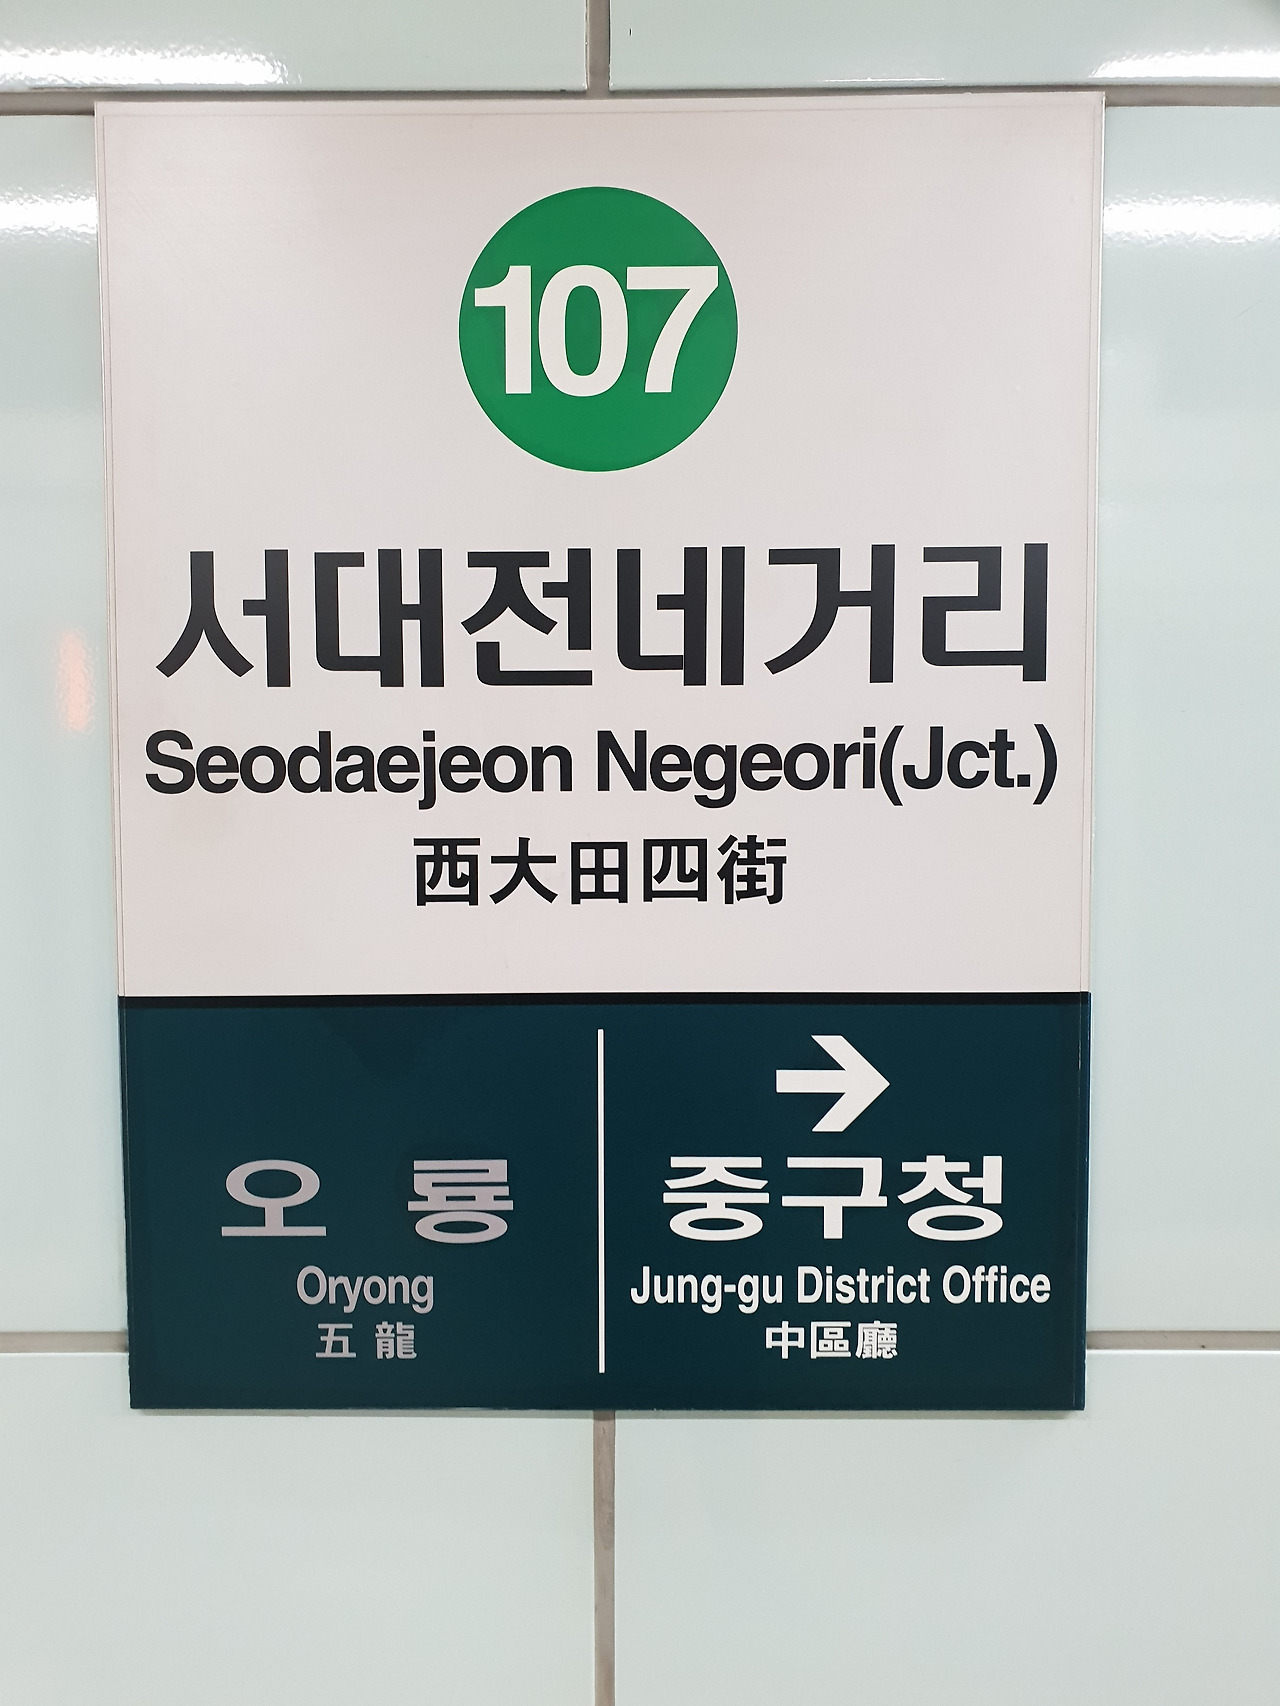 107
서대전네거리
Seodaejeon Negeori(Jct.)
西大田四街
오 룡
Oryong
五 龍
→
중구청
Jung-gu District Office
中區廳